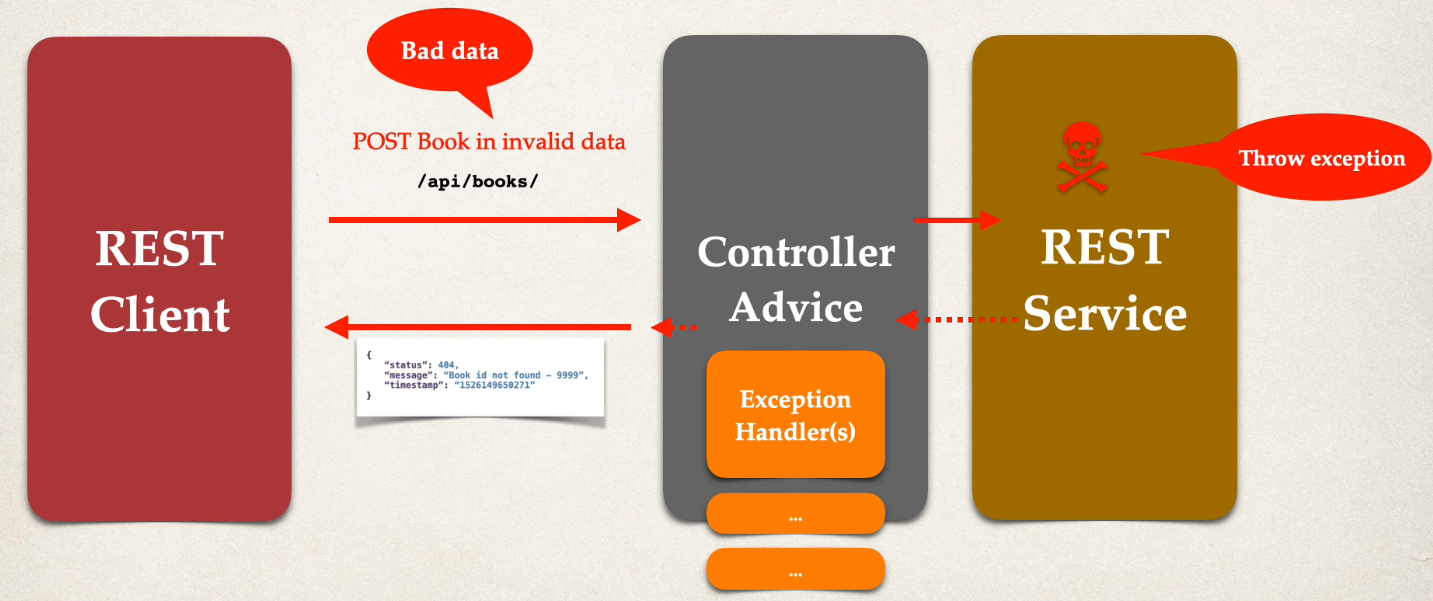 Bad data
POST Book in invalid data
/api/books/
Throw exception
REST
Client
Controller
Advice
REST
Service
{
“status”: 404,
“message”: “Book id not found – 9999”,
“timestamp”: “1526149650271”
}
Exception
Handler(s)
...
...